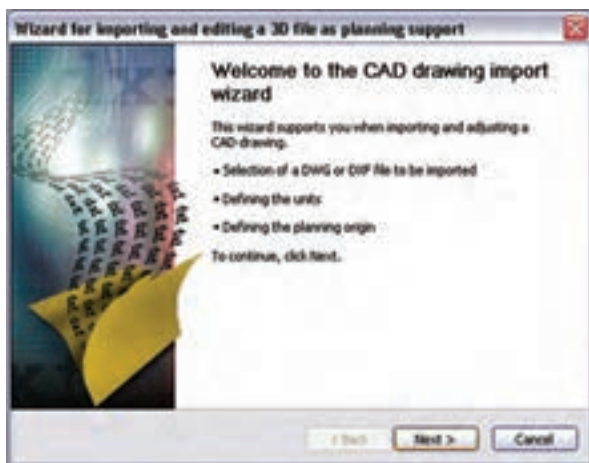 Wizard for importing and editing a 3D file as planning support
Welcome to the CAD drawing import
wizard
This wizard supports you when importing and adjusting a
CAD drawing.
• Selection of a DWG or DXF file to be imported
• Defining the units
• Defining the planning origin
To continue, click Next.
< Back
Next >
Cancel